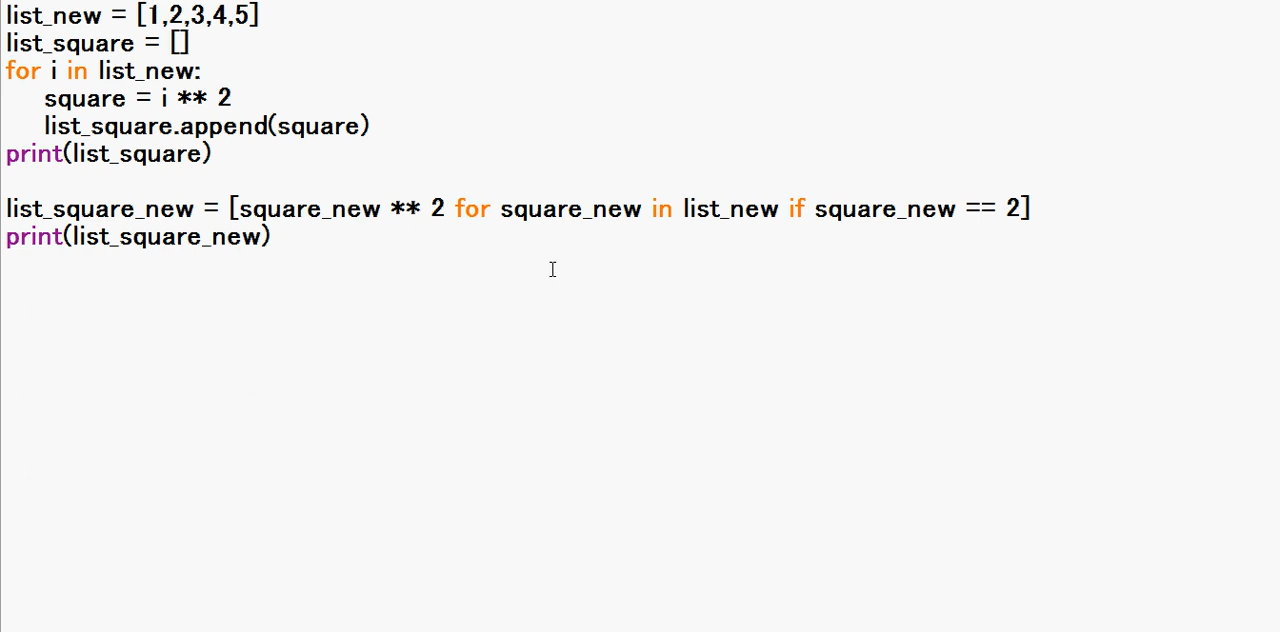 list_new = [1,2,3,4,5]
list_square = []
for i in list_new:
    square = i ** 2
    list_square.append(square)
print(list_square)

list_square_new = [square_new ** 2 for square_new in list_new if square_new == 2]
print(list_square_new)